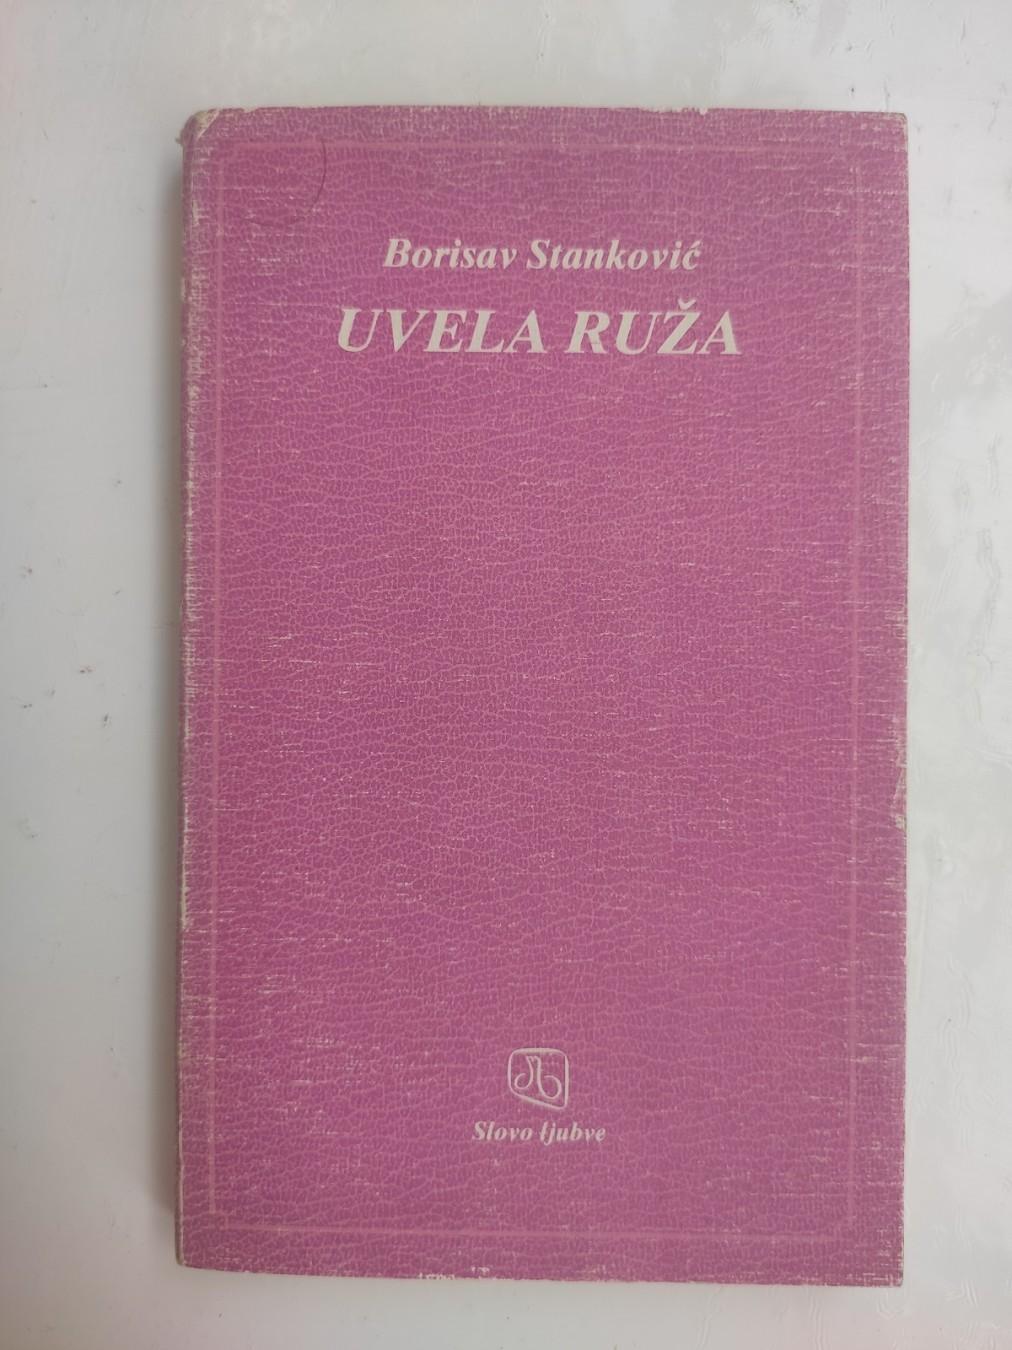 Borisav Stanković
UVELA RUŽA
Slovo ljubve